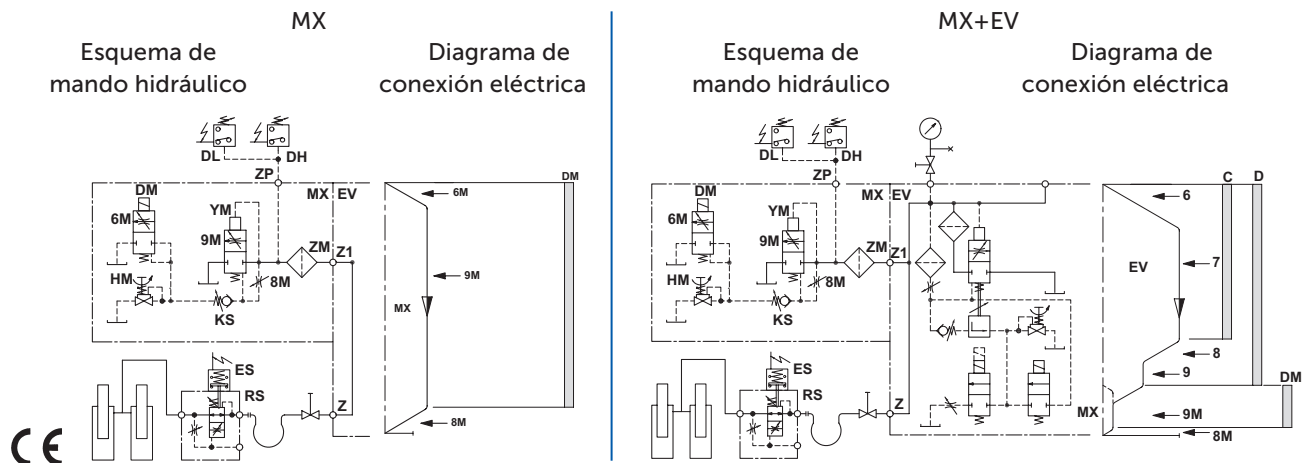 MX
Esquema de
mando hidráulico
Diagrama de
conexión eléctrica
DL
DH
ZP
DM
MX
EV
6M
YM
9M
ZM
Z1
HM
8M
KS
ES
RS
Z
DM
6M
9M
MX
8M
CE
MX+EV
Esquema de
mando hidráulico
Diagrama de
conexión eléctrica
DL
DH
ZP
DM
MX
EV
6M
YM
9M
ZM
Z1
HM
8M
KS
ES
RS
Z
C
D
6
EV
7
8
9
DM
MX
9M
8M